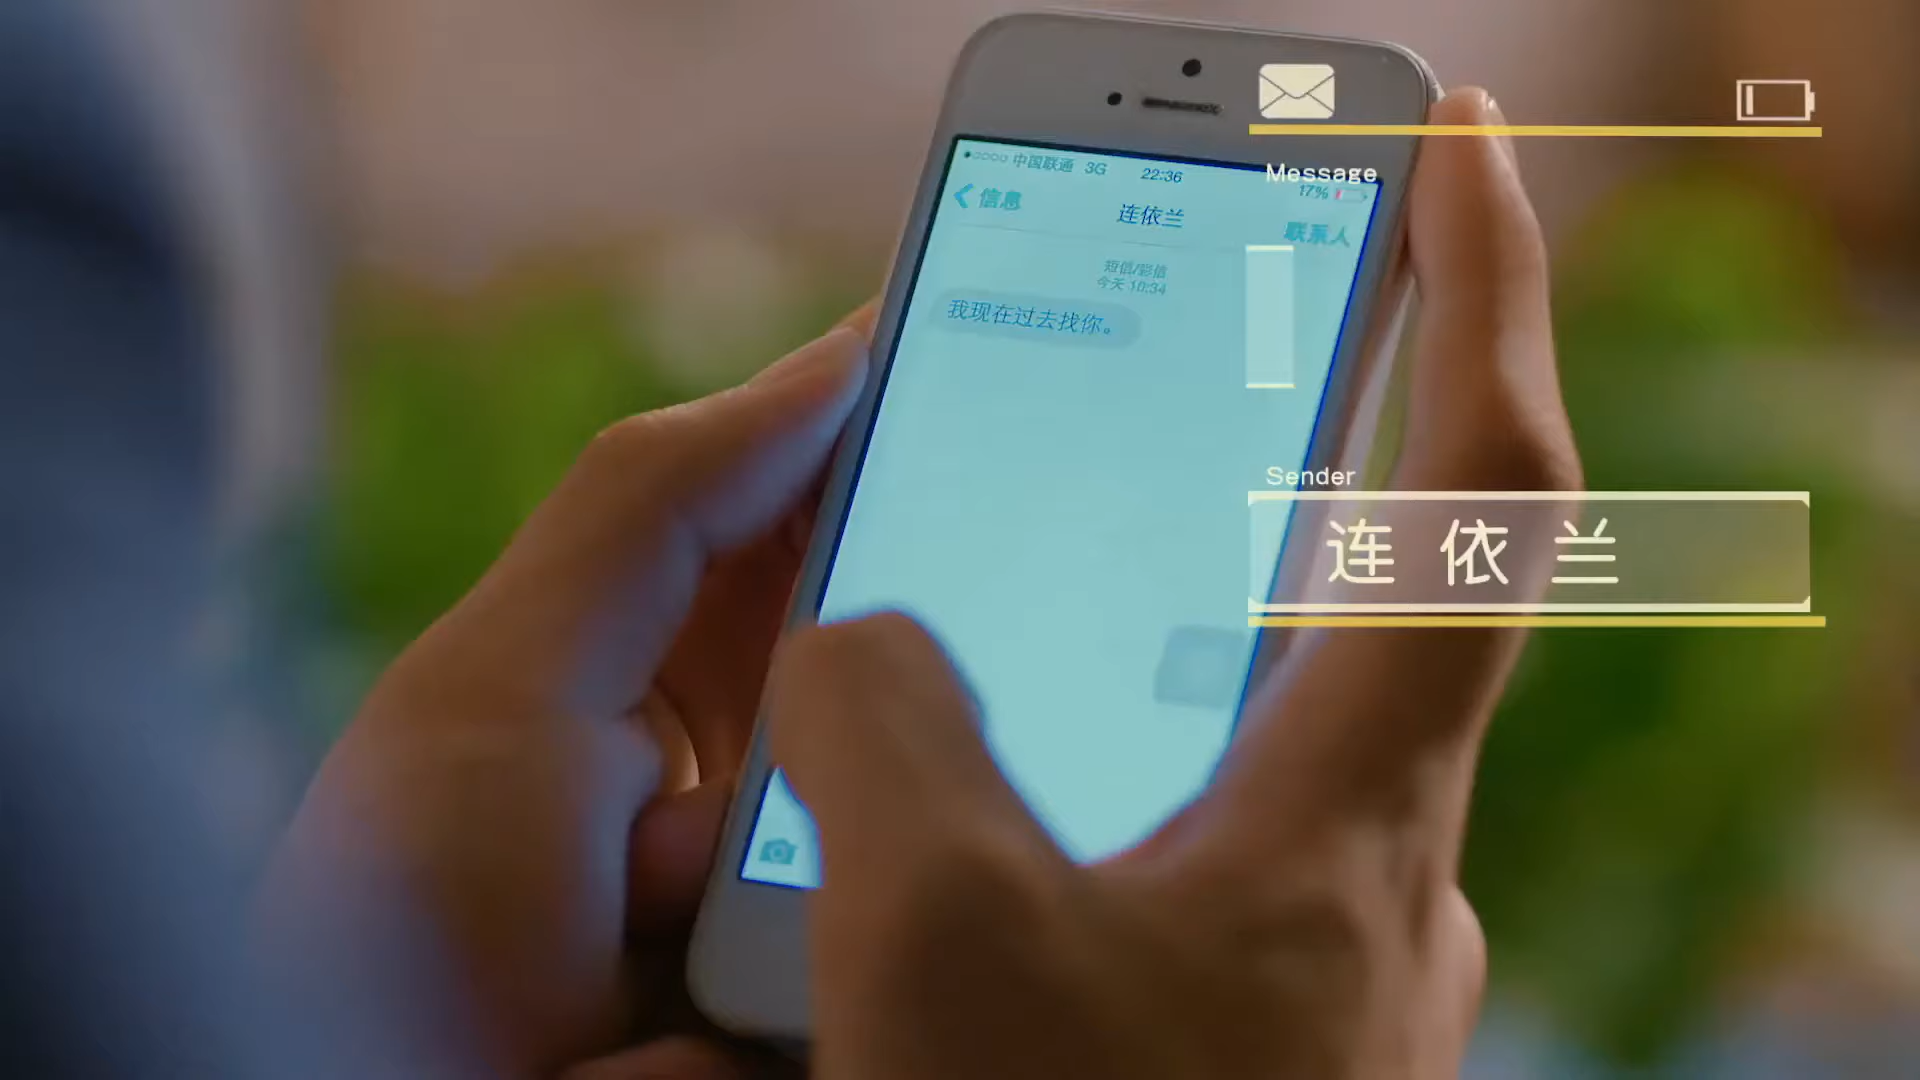 中国联通 3G 22:36 17%
信息 连依兰 联系人
短信/彩信
今天 10:34
我现在过去找你。
Message
Sender
连依兰